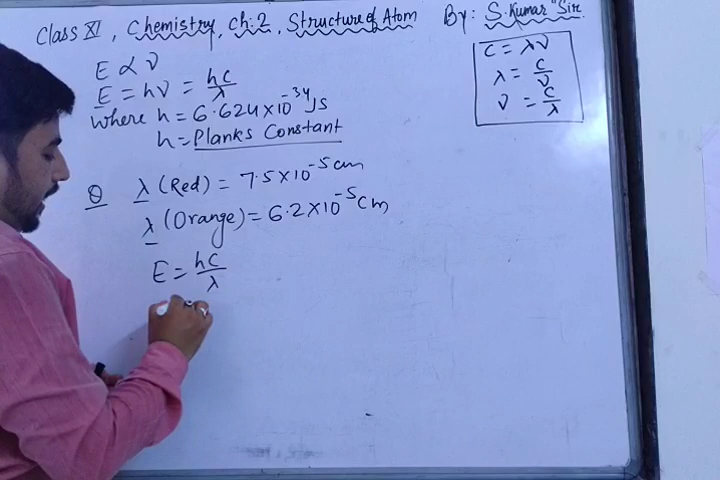 Class XI, Chemistry, Ch:2, Structure of Atom By: S. Kumar "Sir"
E ∝ ν
E = hν = hc/λ
where h = 6.624×10⁻³⁴ Js
h = Planks Constant
C = λν
λ = C/ν
ν = C/λ
Q λ (Red) = 7.5×10⁻⁵ cm
λ (Orange) = 6.2×10⁻⁵ Cm
E = hc/λ